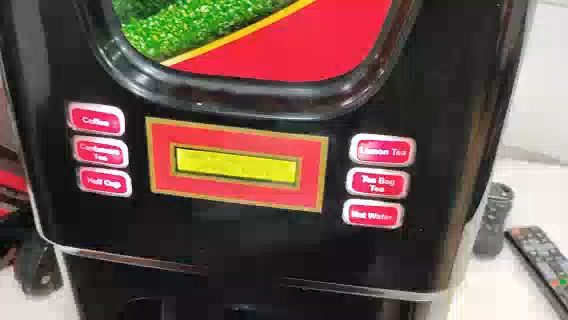 Coffee
Cardamom
Tea
Half Cup
Lemon Tea
Tea Bag
Tea
Hot Water